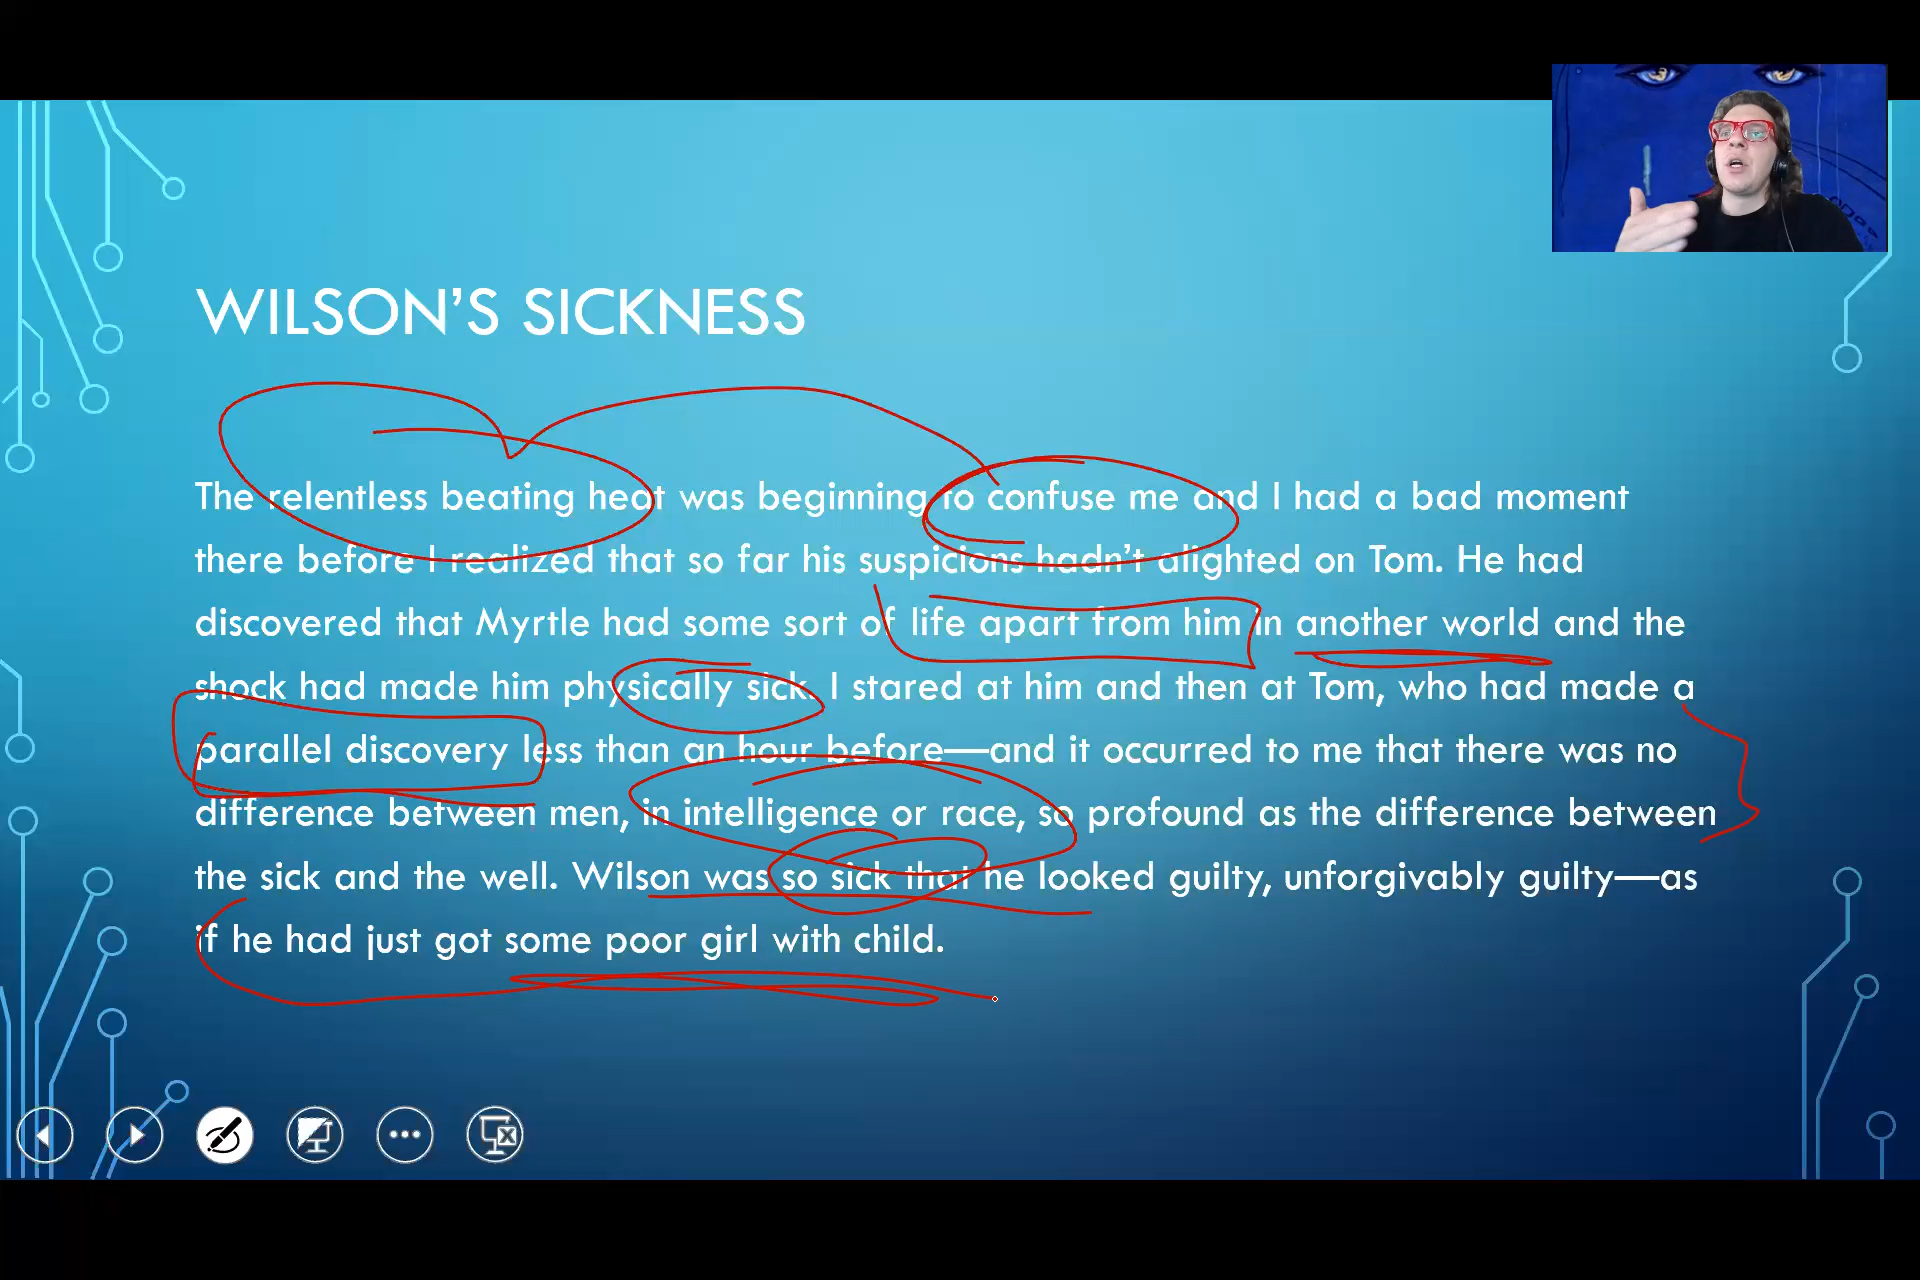 WILSON’S SICKNESS
The relentless beating heat was beginning to confuse me and I had a bad moment
there before I realized that so far his suspicions hadn’t alighted on Tom. He had
discovered that Myrtle had some sort of life apart from him in another world and the
shock had made him physically sick. I stared at him and then at Tom, who had made a
parallel discovery less than an hour before—and it occurred to me that there was no
difference between men, in intelligence or race, so profound as the difference between
the sick and the well. Wilson was so sick that he looked guilty, unforgivably guilty—as
if he had just got some poor girl with child.